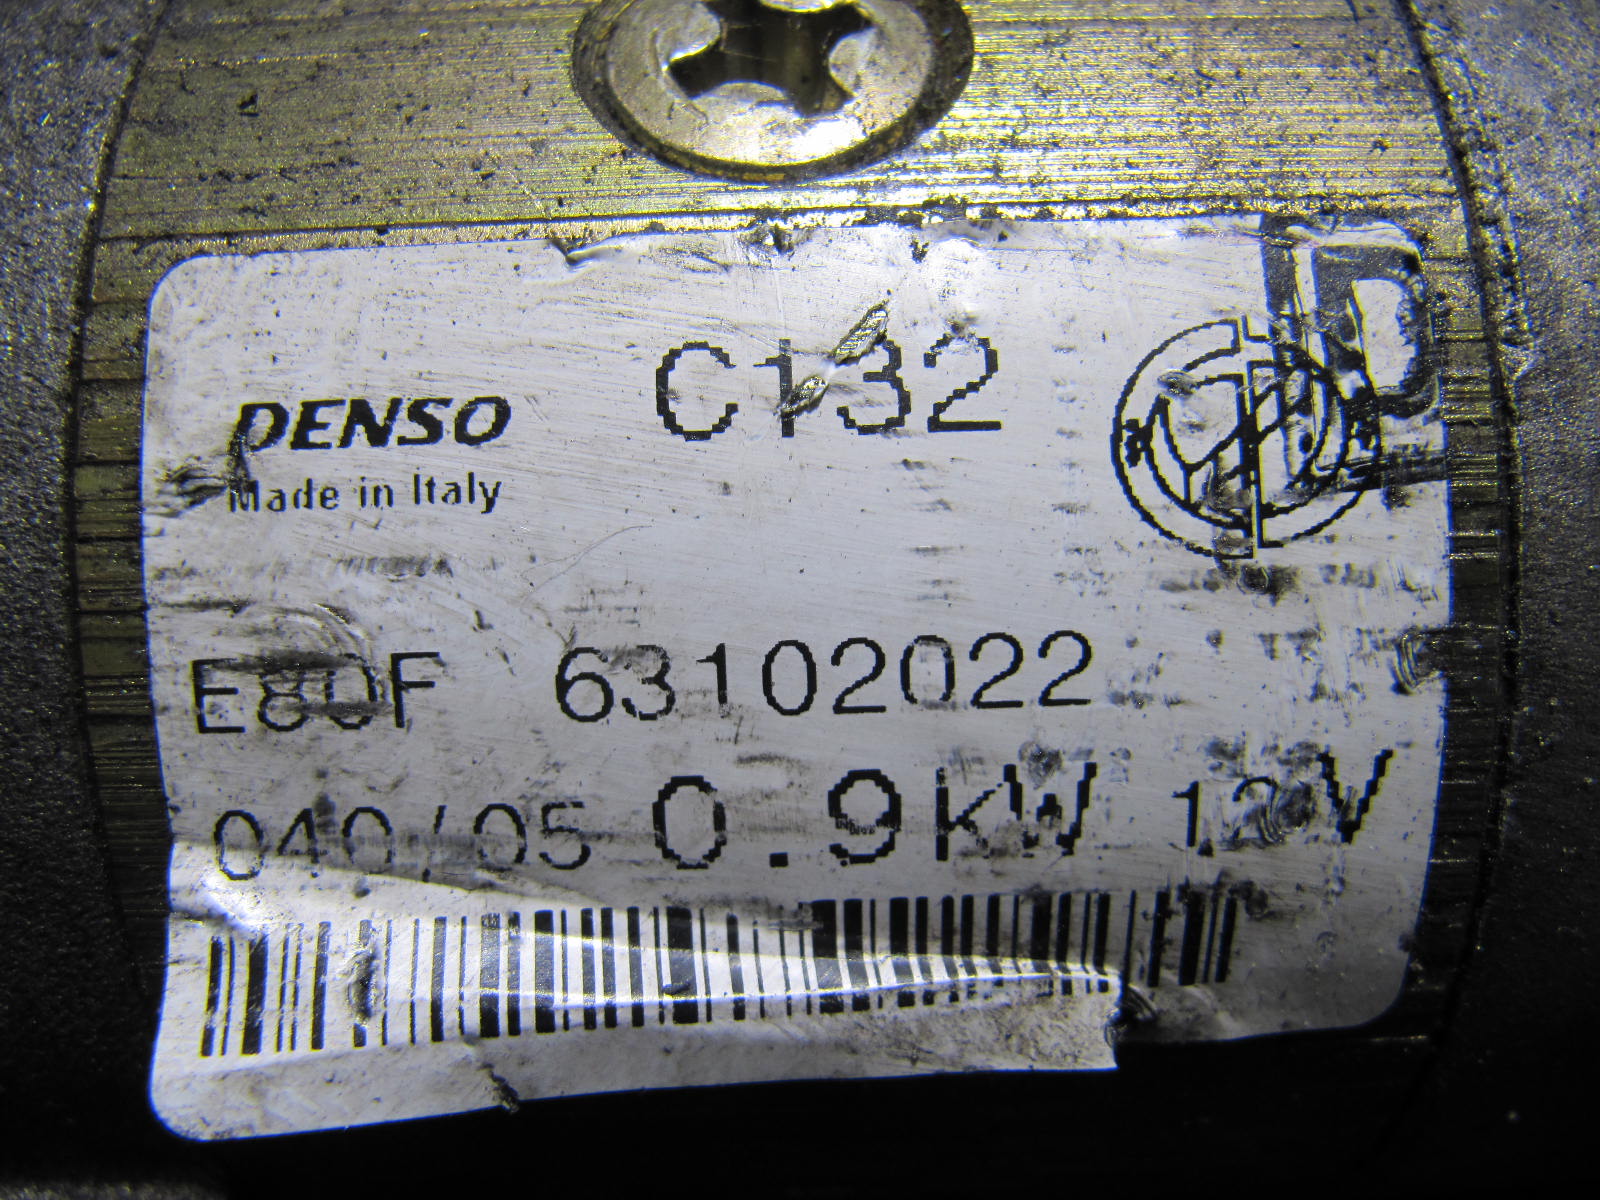 C132
DENSO
Made in Italy
E80F 63102022
040/05 0.9kW 12V